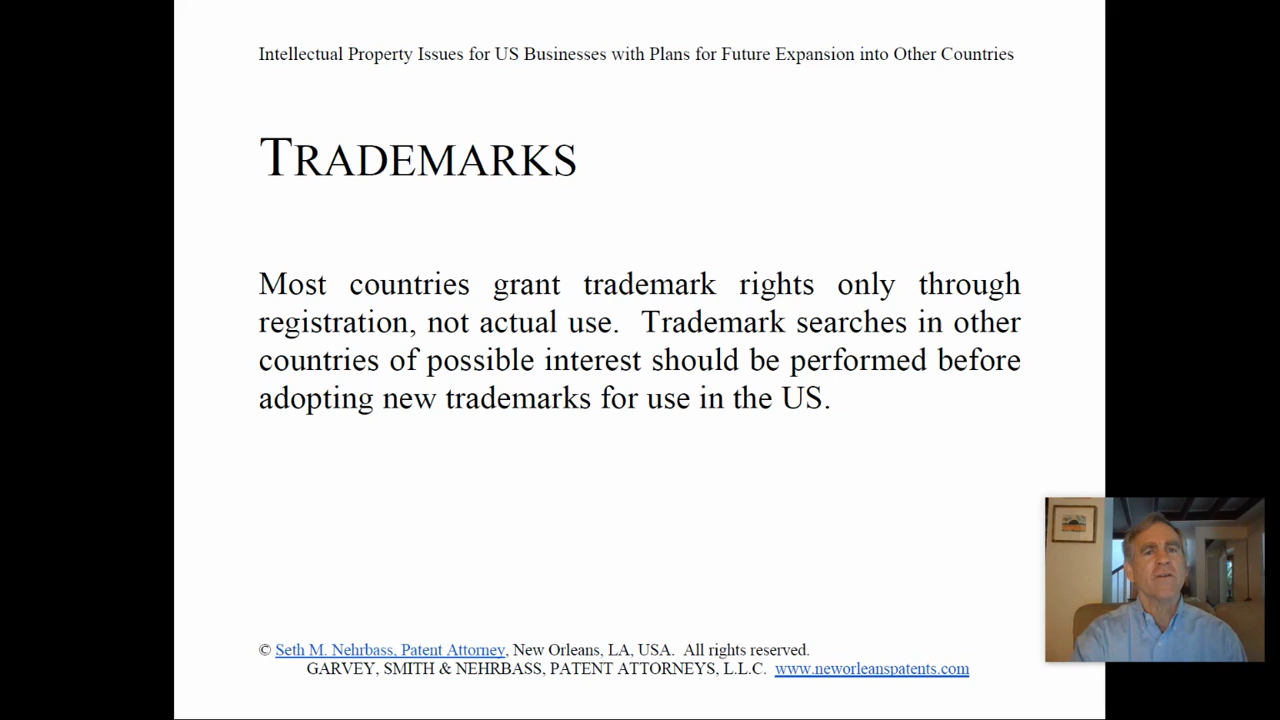 Intellectual Property Issues for US Businesses with Plans for Future Expansion into Other Countries
TRADEMARKS
Most countries grant trademark rights only through
registration, not actual use.  Trademark searches in other
countries of possible interest should be performed before
adopting new trademarks for use in the US.
© Seth M. Nehrbass, Patent Attorney, New Orleans, LA, USA.  All rights reserved.
GARVEY, SMITH & NEHRBASS, PATENT ATTORNEYS, L.L.C.  www.neworleanspatents.com